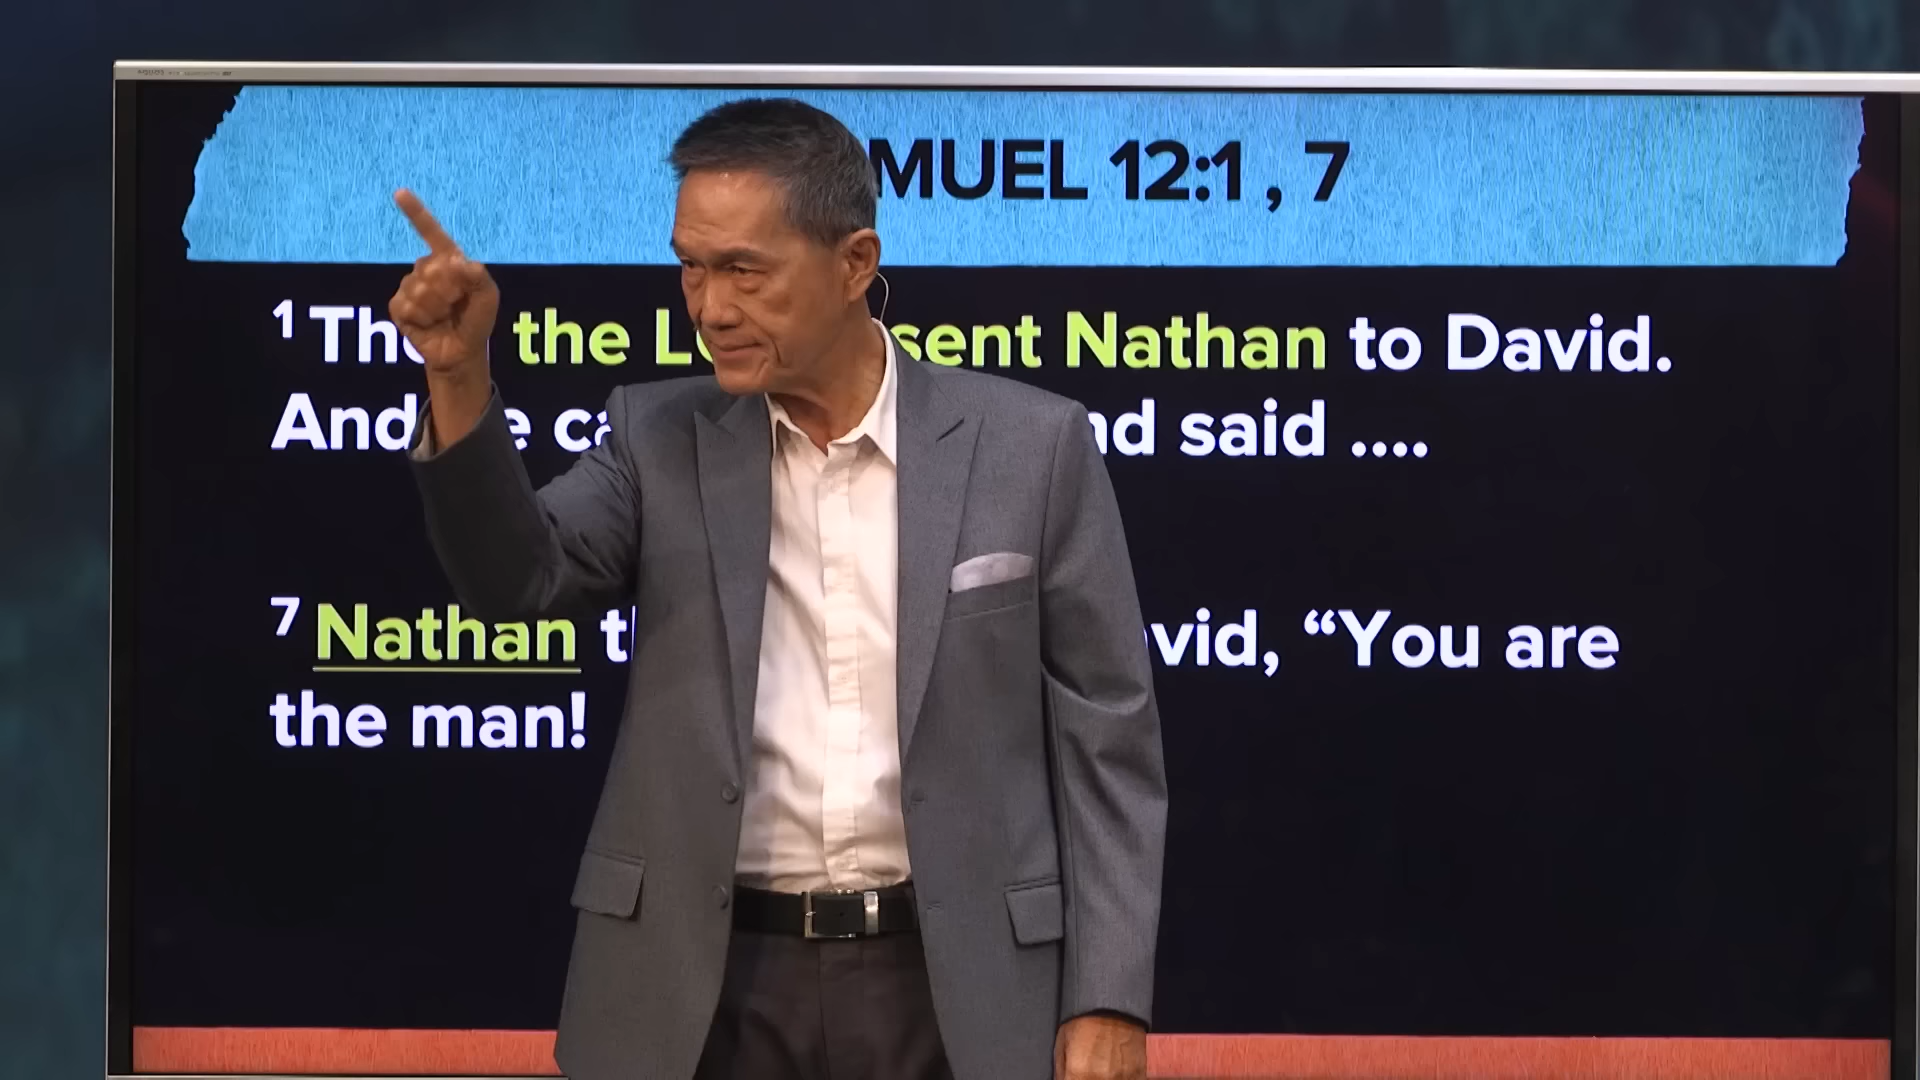 MUEL 12:1, 7
1 The the L sent Nathan to David.
And e ca nd said ....
7 Nathan t vid, “You are
the man!